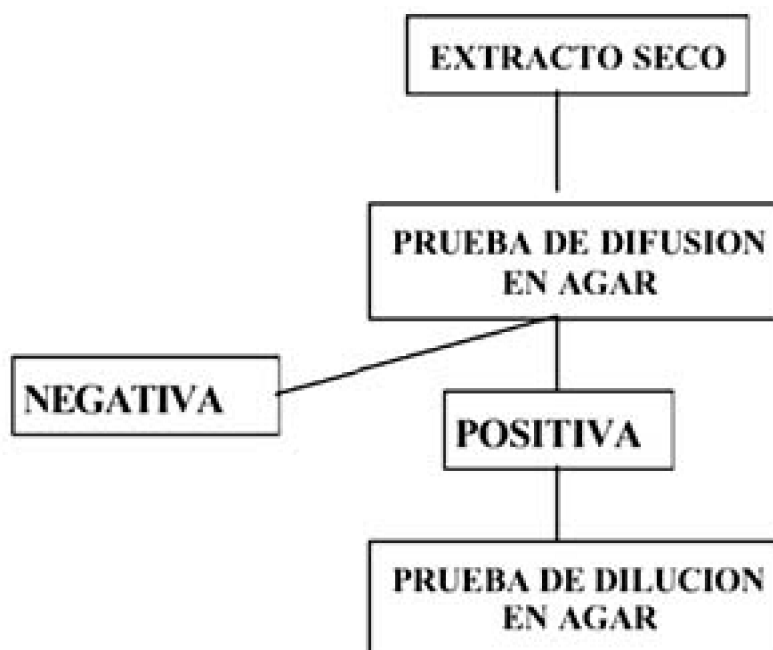 EXTRACTO SECO
PRUEBA DE DIFUSION
EN AGAR
NEGATIVA
POSITIVA
PRUEBA DE DILUCION
EN AGAR